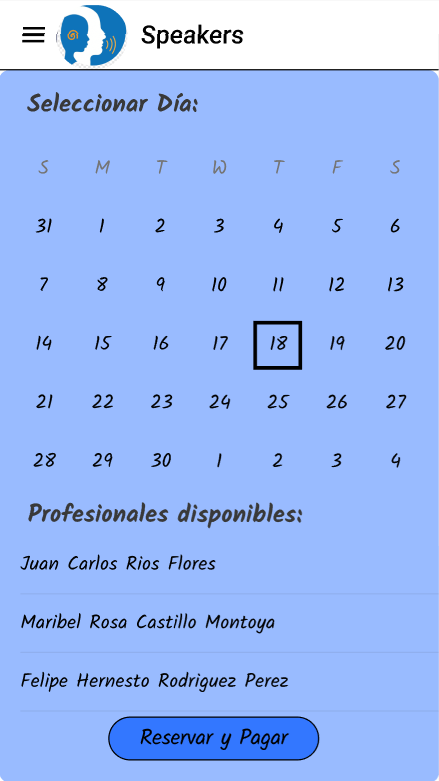 Speakers
Seleccionar Día:
S M T W T F S
31 1 2 3 4 5 6
7 8 9 10 11 12 13
14 15 16 17 18 19 20
21 22 23 24 25 26 27
28 29 30 1 2 3 4
Profesionales disponibles:
Juan Carlos Rios Flores
Maribel Rosa Castillo Montoya
Felipe Hernesto Rodriguez Perez
Reservar y Pagar